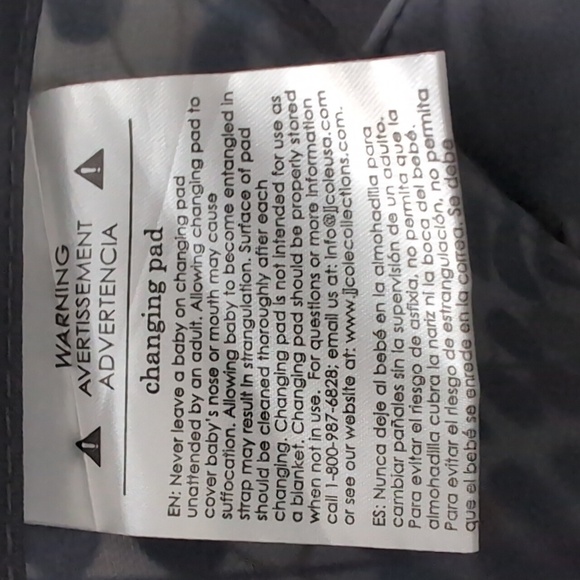 WARNING
AVERTISSEMENT
ADVERTENCIA
changing pad
EN: Never leave a baby on changing pad
unattended by an adult. Allowing changing pad to
cover baby's nose or mouth may cause
suffocation. Allowing baby to become entangled in
strap may result in strangulation. Surface of pad
should be cleaned thoroughly after each
changing. Changing pad is not intended for use as
a blanket. Changing pad should be properly stored
when not in use. For questions or more information
call 1-800-987-6828; email us at: info@jjcoleusa.com
or see our website at: www.jjcolecollections.com.
ES: Nunca deje al bebé en la almohadilla para
cambiar pañales sin la supervisión de un adulto.
Para evitar el riesgo de asfixia, no permita que la
almohadilla cubra la nariz ni la boca del bebé.
Para evitar el riesgo de estrangulación, no permita
que el bebé se enrede en la correa. Se debe